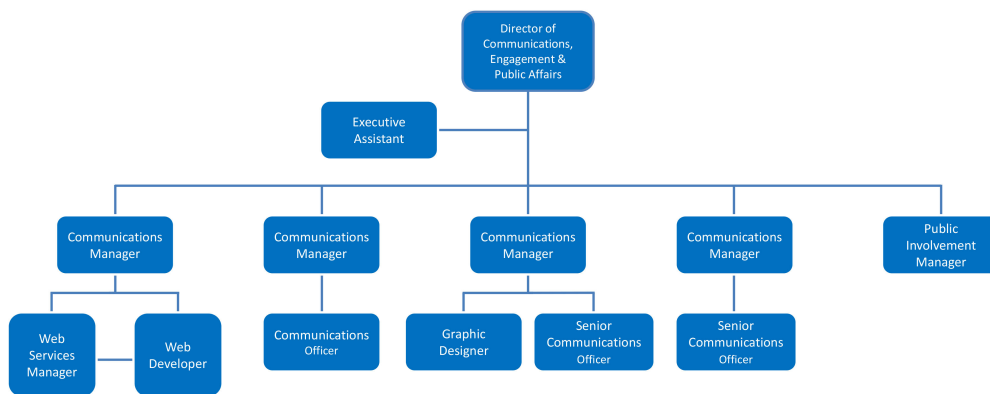 Director of
Communications,
Engagement &
Public Affairs
Executive
Assistant
Communications
Manager
Communications
Manager
Communications
Manager
Communications
Manager
Public
Involvement
Manager
Web
Services
Manager
Web
Developer
Communications
Officer
Graphic
Designer
Senior
Communications
Officer
Senior
Communications
Officer